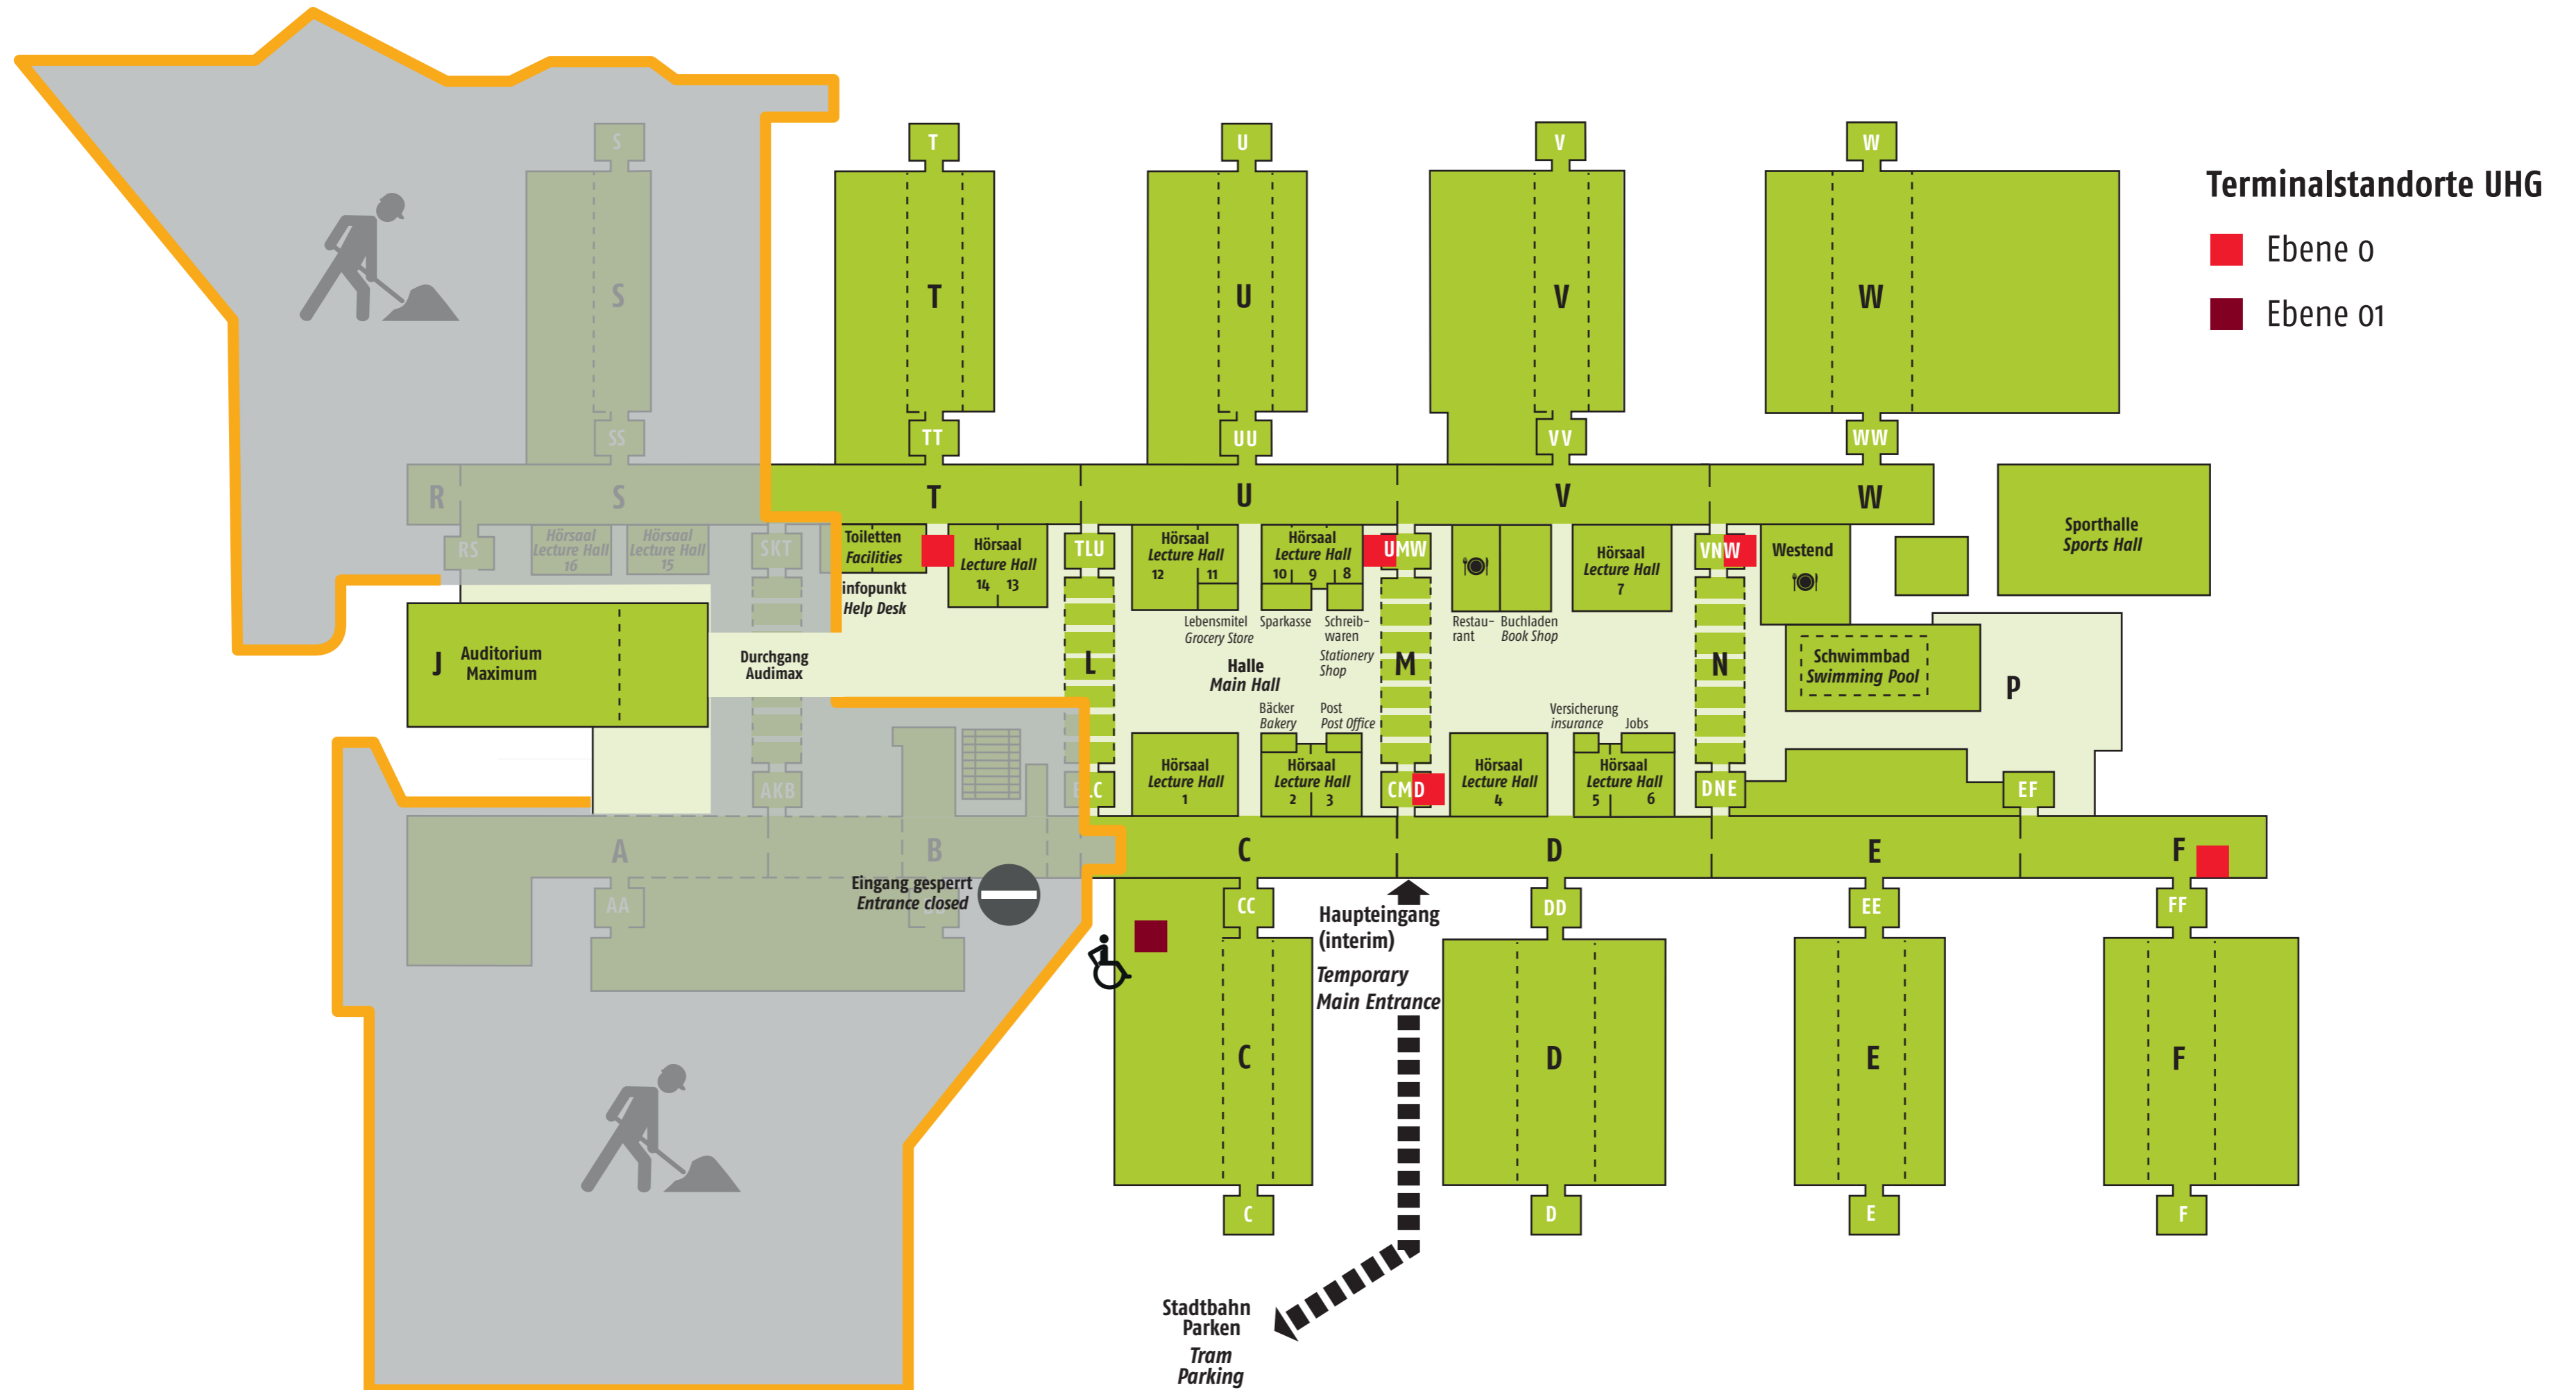 Terminalstandorte UHG
Ebene 0
Ebene 01
S
T
U
V
W
S
T
U
V
W
SS
TT
UU
VV
WW
R
S
T
U
V
W
RS
Hörsaal
Lecture Hall
16
Hörsaal
Lecture Hall
15
SKT
Toiletten
Facilities
infopunkt
Help Desk
Hörsaal
Lecture Hall
14 13
TLU
Hörsaal
Lecture Hall
12 11
Hörsaal
Lecture Hall
10 9 8
UMW
Hörsaal
Lecture Hall
7
VNW
Westend
Sporthalle
Sports Hall
Lebensmitel
Grocery Store
Sparkasse
Schreib-
waren
Stationery
Shop
Restau-
rant
Buchladen
Book Shop
J
Auditorium
Maximum
Durchgang
Audimax
L
Halle
Main Hall
M
N
Schwimmbad
Swimming Pool
P
Bäcker
Bakery
Post
Post Office
Versicherung
insurance
Jobs
AKB
LC
Hörsaal
Lecture Hall
1
Hörsaal
Lecture Hall
2 3
CMD
Hörsaal
Lecture Hall
4
Hörsaal
Lecture Hall
5 6
DNE
EF
A
B
C
D
E
F
Eingang gesperrt
Entrance closed
AA
CC
DD
EE
FF
Haupteingang
(interim)
Temporary
Main Entrance
C
D
E
F
C
D
E
F
Stadtbahn
Parken
Tram
Parking